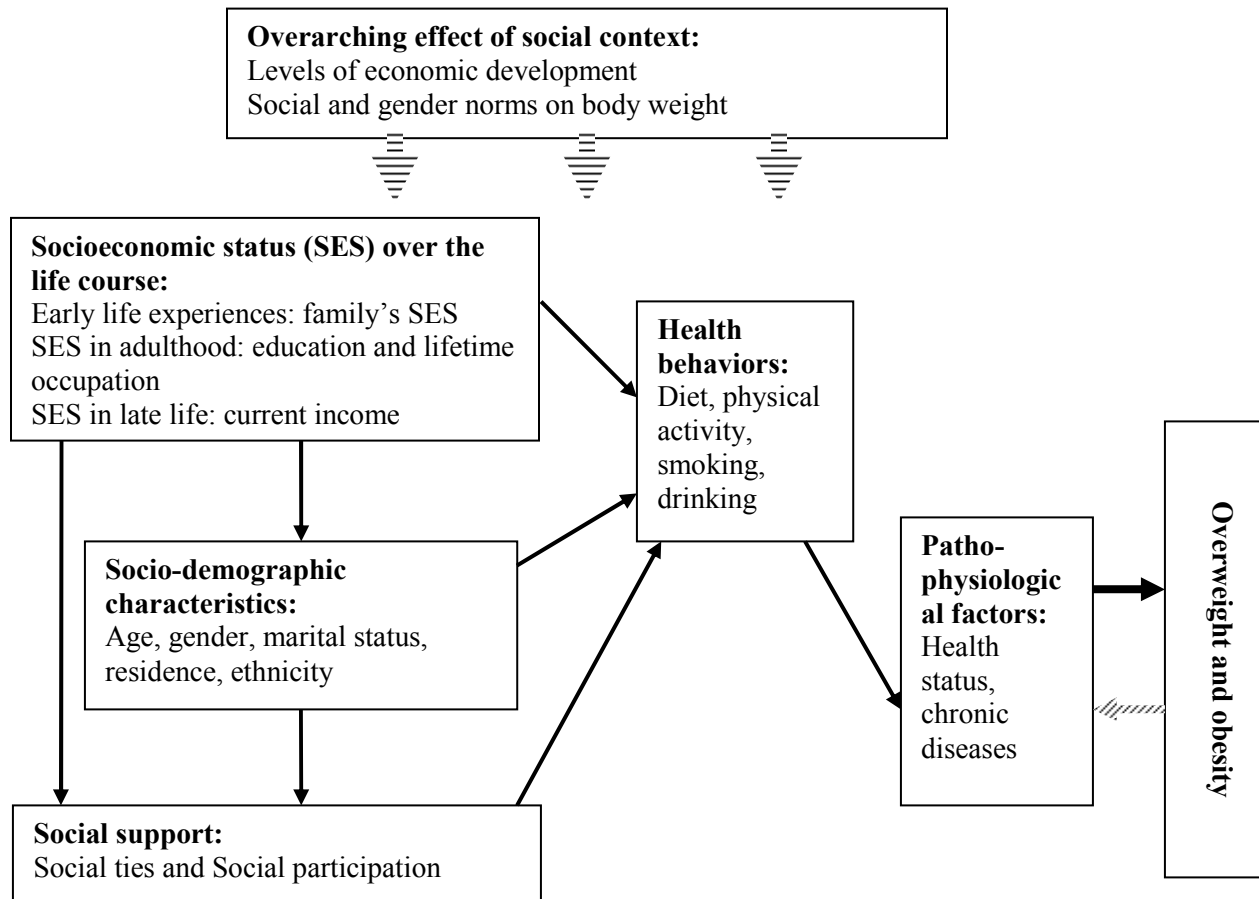 Overarching effect of social context:
Levels of economic development
Social and gender norms on body weight
Socioeconomic status (SES) over the
life course:
Early life experiences: family's SES
SES in adulthood: education and lifetime
occupation
SES in late life: current income
Health
behaviors:
Diet, physical
activity,
smoking,
drinking
Socio-demographic
characteristics:
Age, gender, marital status,
residence, ethnicity
Patho-
physiologic
al factors:
Health
status,
chronic
diseases
Overweight and obesity
Social support:
Social ties and Social participation